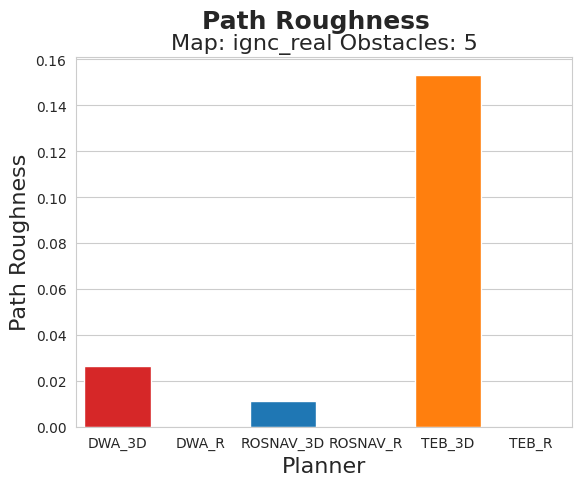 Path Roughness
Map: ignc_real Obstacles: 5
Path Roughness
0.16
0.14
0.12
0.10
0.08
0.06
0.04
0.02
0.00
DWA_3D DWA_R ROSNAV_3D ROSNAV_R TEB_3D TEB_R
Planner